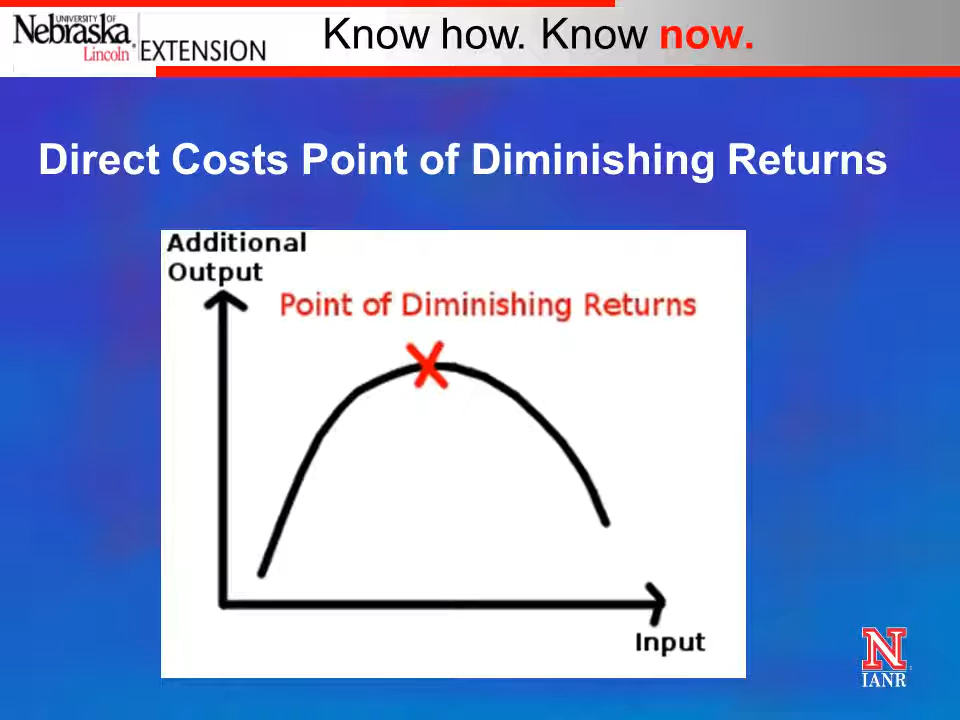 UNIVERSITY OF
Nebraska
Lincoln
EXTENSION
Know how. Know now.
Direct Costs Point of Diminishing Returns
Additional
Output
Point of Diminishing Returns
Input
N
IANR